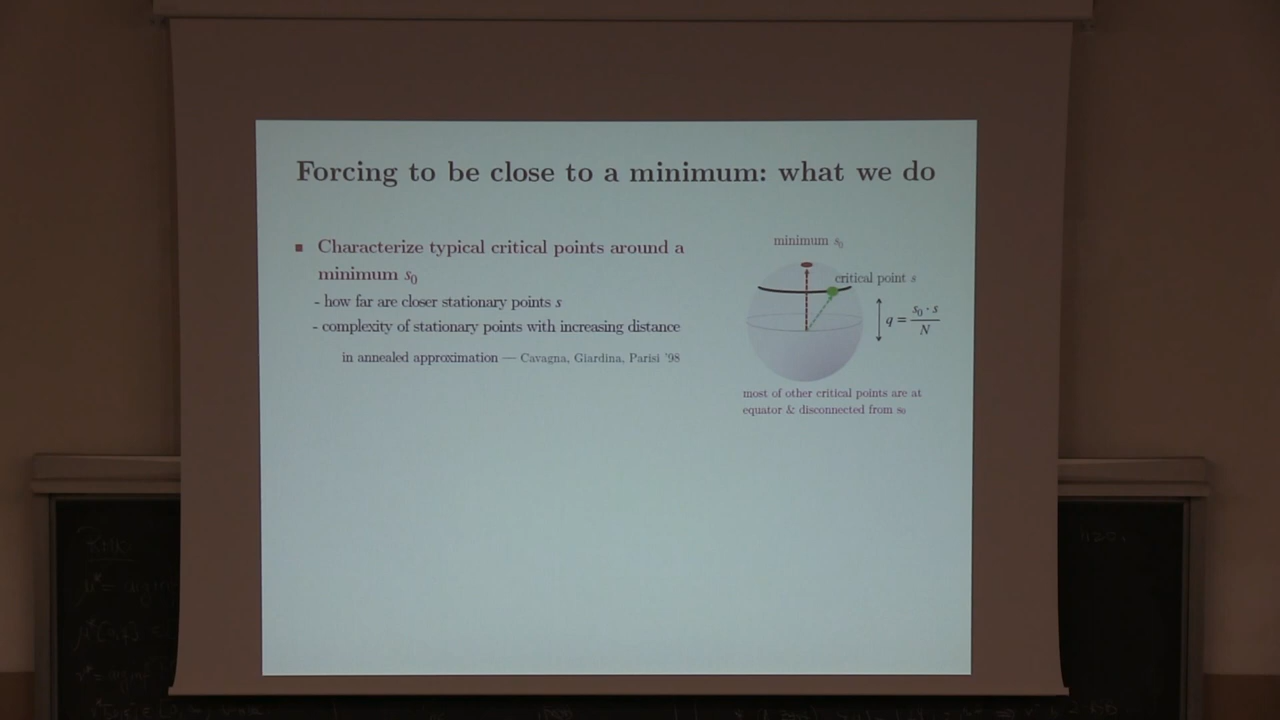 Forcing to be close to a minimum: what we do
▪ Characterize typical critical points around a
minimum s₀
- how far are closer stationary points s
- complexity of stationary points with increasing distance
in annealed approximation — Cavagna, Giardina, Parisi '98
minimum s₀
critical point s
q = s₀ · s / N
most of other critical points are at
equator & disconnected from s₀